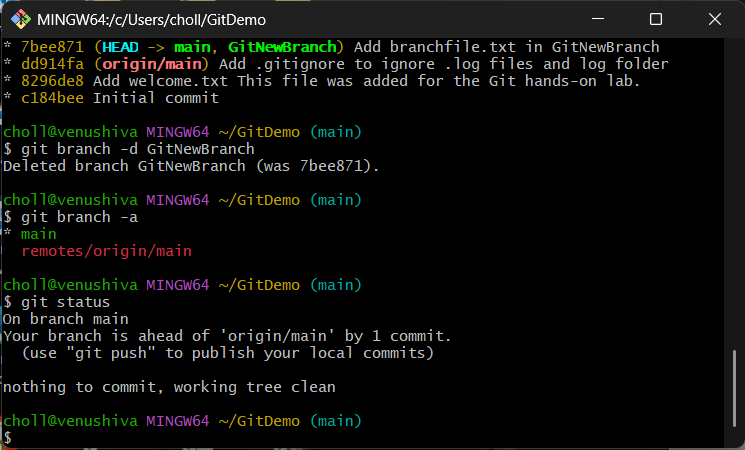 MINGW64:/c/Users/choll/GitDemo
* 7bee871 (HEAD -> main, GitNewBranch) Add branchfile.txt in GitNewBranch
* dd914fa (origin/main) Add .gitignore to ignore .log files and log folder
* 8296de8 Add welcome.txt This file was added for the Git hands-on lab.
* c184bee Initial commit
choll@venushiva MINGW64 ~/GitDemo (main)
$ git branch -d GitNewBranch
Deleted branch GitNewBranch (was 7bee871).
choll@venushiva MINGW64 ~/GitDemo (main)
$ git branch -a
* main
  remotes/origin/main
choll@venushiva MINGW64 ~/GitDemo (main)
$ git status
On branch main
Your branch is ahead of 'origin/main' by 1 commit.
  (use "git push" to publish your local commits)
nothing to commit, working tree clean
choll@venushiva MINGW64 ~/GitDemo (main)
$